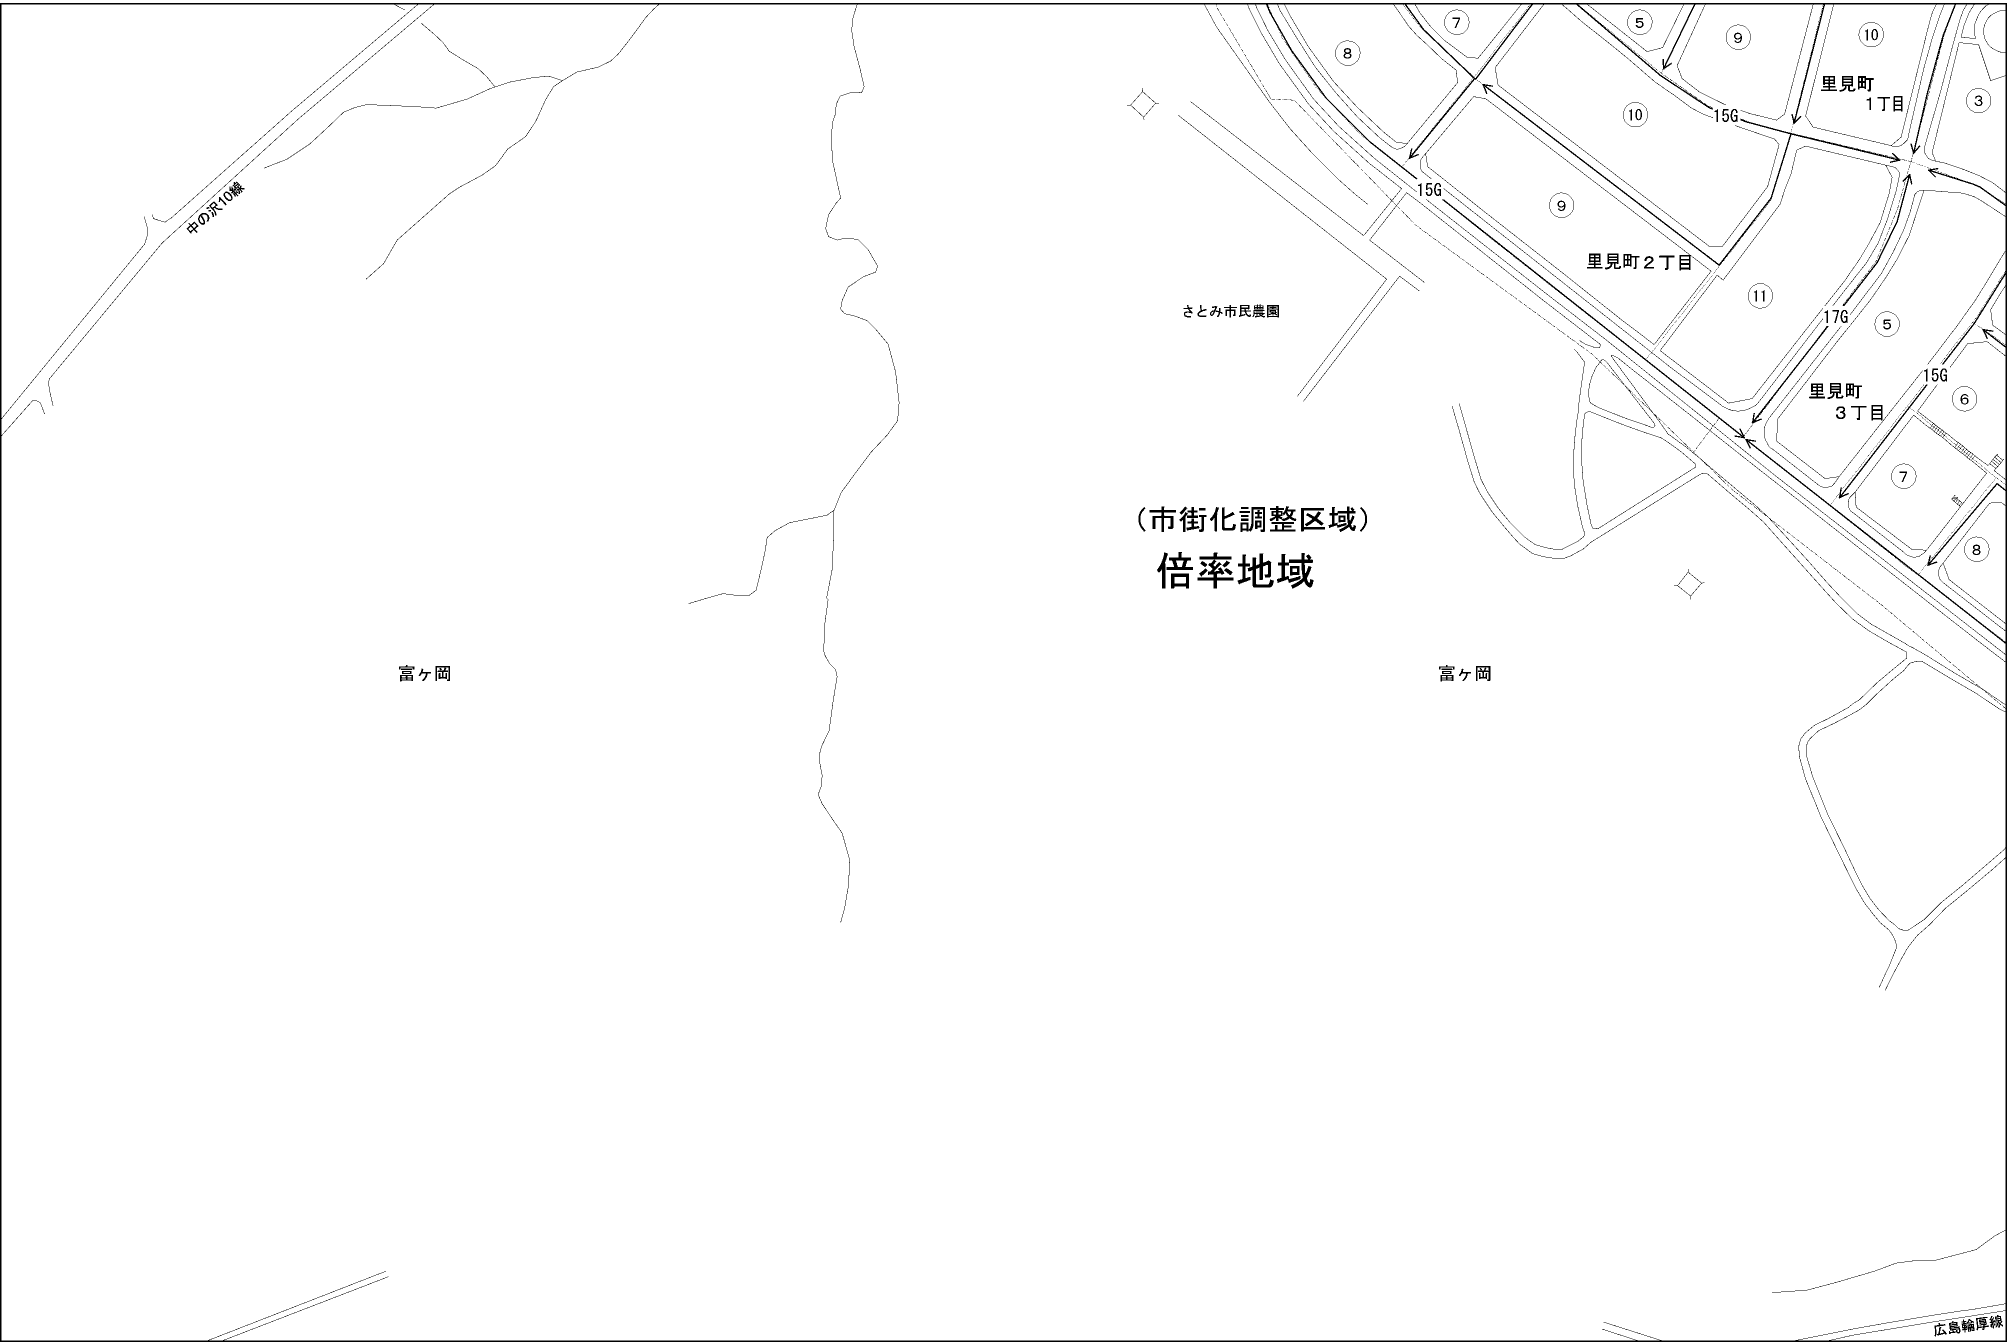 ⑦
⑤
⑨
⑩
⑧
里見町
1丁目
③
⑩
15G
15G
⑨
中の沢10線
里見町２丁目
⑪
さとみ市民農園
17G
⑤
15G
里見町
３丁目
⑥
⑦
（市街化調整区域）
倍率地域
⑧
富ヶ岡
富ヶ岡
広島輪厚線